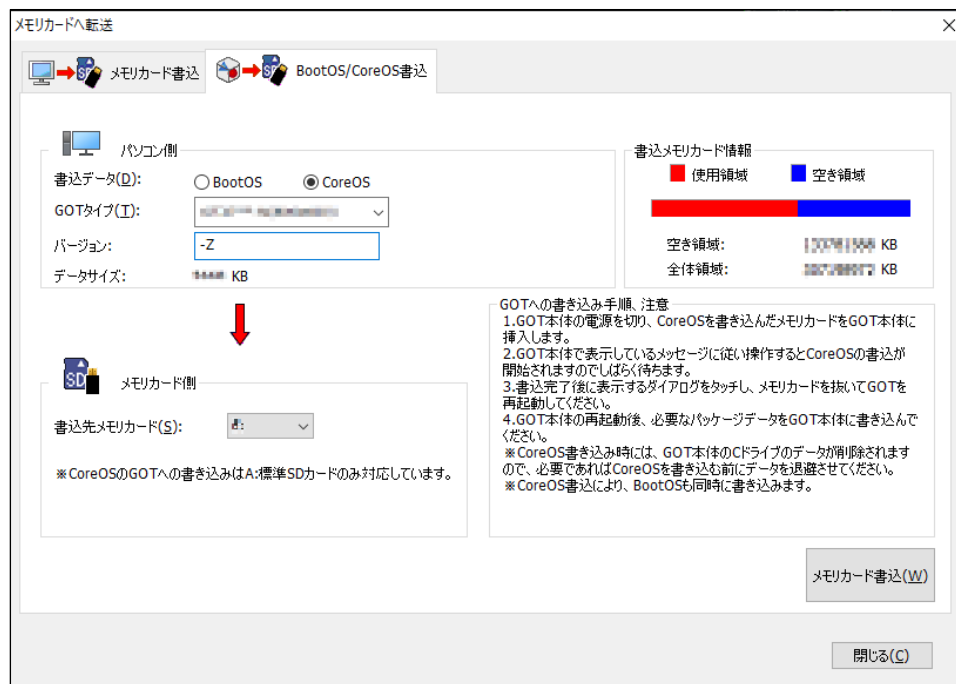 メモリカードへ転送
メモリカード書込
BootOS/CoreOS書込
パソコン側
書込データ(D):
BootOS
CoreOS
GOTタイプ(T):
バージョン:
-Z
データサイズ:
KB
書込メモリカード情報
使用領域
空き領域
空き領域:
KB
全体領域:
KB
メモリカード側
書込先メモリカード(S):
※CoreOSのGOTへの書き込みはA:標準SDカードのみ対応しています。
GOTへの書き込み手順、注意
1.GOT本体の電源を切り、CoreOSを書き込んだメモリカードをGOT本体に
挿入します。
2.GOT本体で表示しているメッセージに従い操作するとCoreOSの書込が
開始されますのでしばらく待ちます。
3.書込完了後に表示するダイアログをタッチし、メモリカードを抜いてGOTを
再起動してください。
4.GOT本体の再起動後、必要なパッケージデータをGOT本体に書き込んで
ください。
※CoreOS書込み時には、GOT本体のCドライブのデータが削除されます
ので、必要であればCoreOSを書き込む前にデータを退避させてください。
※CoreOS書込により、BootOSも同時に書き込みます。
メモリカード書込(W)
閉じる(C)